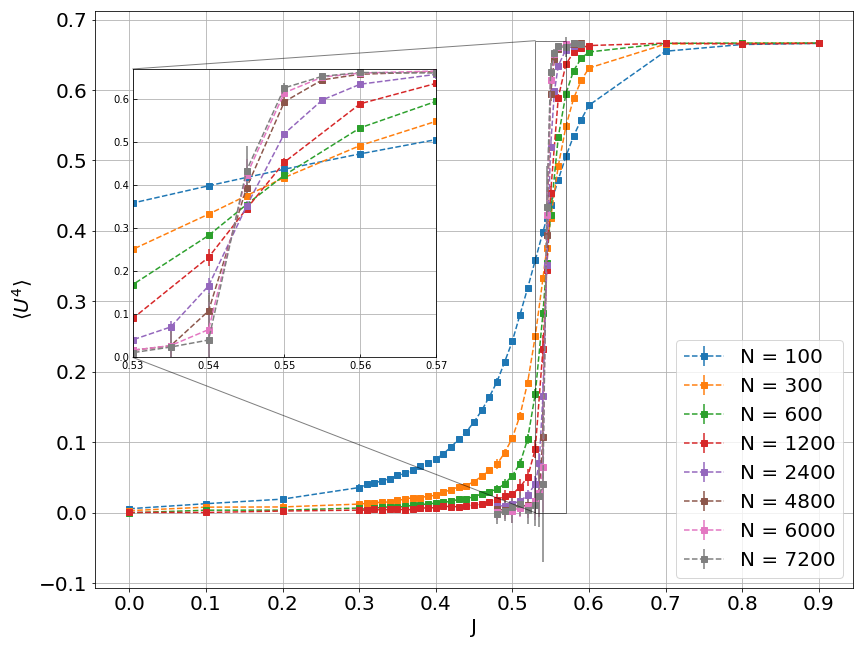 0.7
0.6
0.5
0.4
0.3
0.2
0.1
0.0
−0.1
⟨U⁴⟩
0.6
0.5
0.4
0.3
0.2
0.1
0.0
0.53 0.54 0.55 0.56 0.57
N = 100
N = 300
N = 600
N = 1200
N = 2400
N = 4800
N = 6000
N = 7200
0.0 0.1 0.2 0.3 0.4 0.5 0.6 0.7 0.8 0.9
J